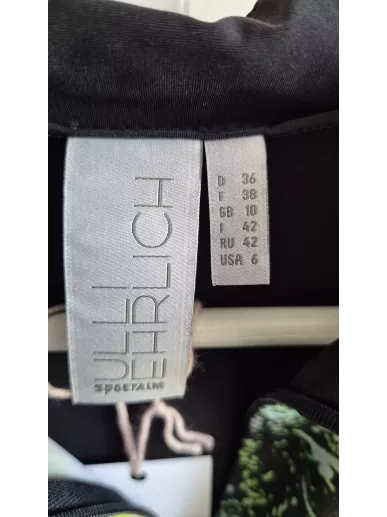 ULLI
EHRLICH
SPORTALM
D 36
F 38
GB 10
I 42
RU 42
USA 6